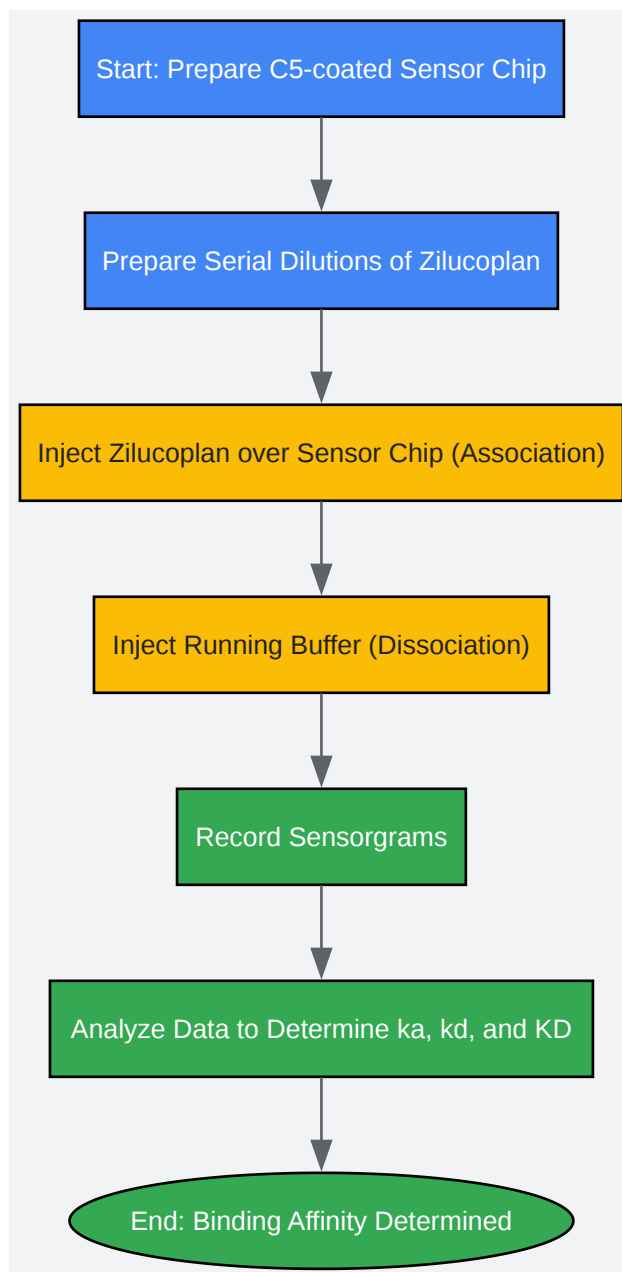 Start: Prepare C5-coated Sensor Chip
Prepare Serial Dilutions of Zilucoplan
Inject Zilucoplan over Sensor Chip (Association)
Inject Running Buffer (Dissociation)
Record Sensorgrams
Analyze Data to Determine ka, kd, and KD
End: Binding Affinity Determined